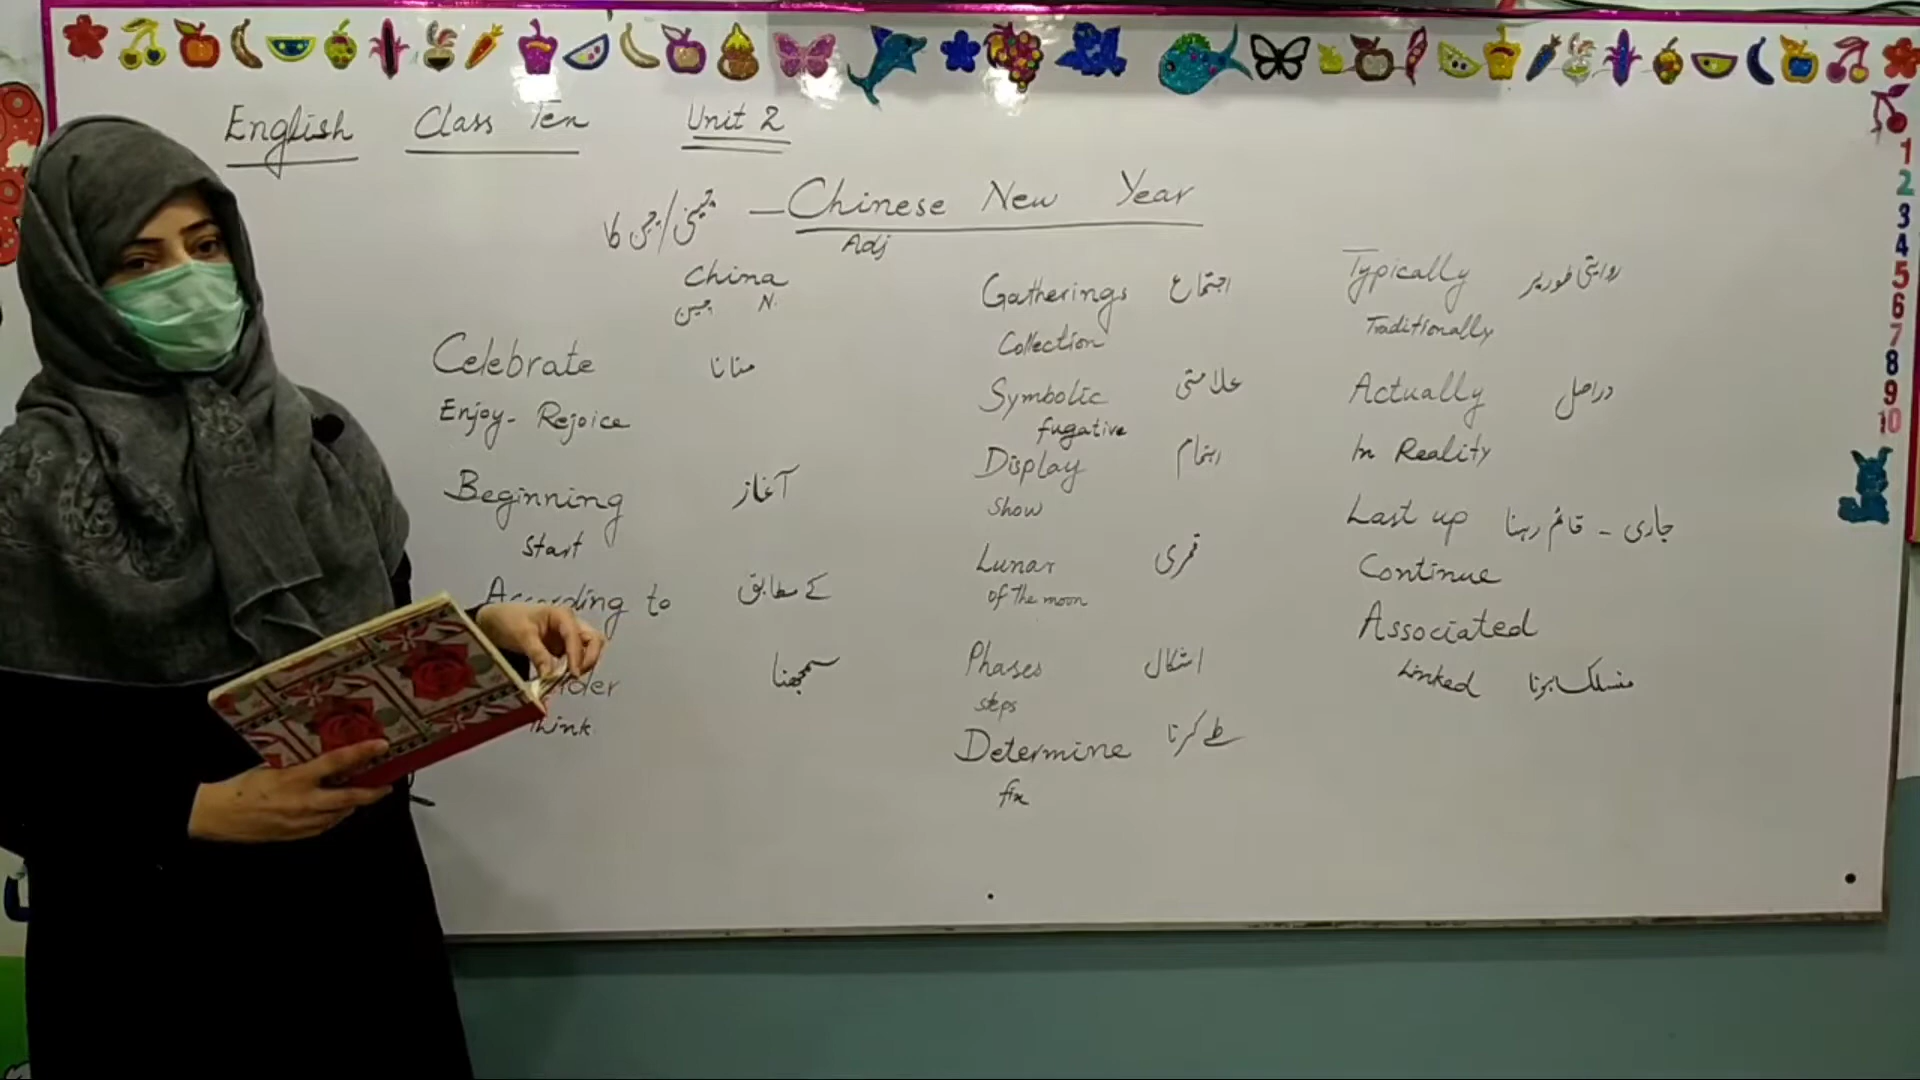 English Class Ten Unit 2
چینی/چین کا — Chinese New Year
Adj
China
چین N.
Celebrate منانا
Enjoy- Rejoice
Beginning آغاز
Start
to کے مطابق
سمجھنا
think
Gatherings اجتماع
Collection
Symbolic علامتی
fugative
Display اہتمام
Show
Lunar قمری
of the moon
Phases اشکال
steps
Determine طے کرنا
fix
Typically روایتی طور پر
Traditionally
Actually دراصل
In Reality
Last up جاری - قائم رہنا
Continue
Associated
Linked منسلک ہونا
1
2
3
4
5
6
7
8
9
10